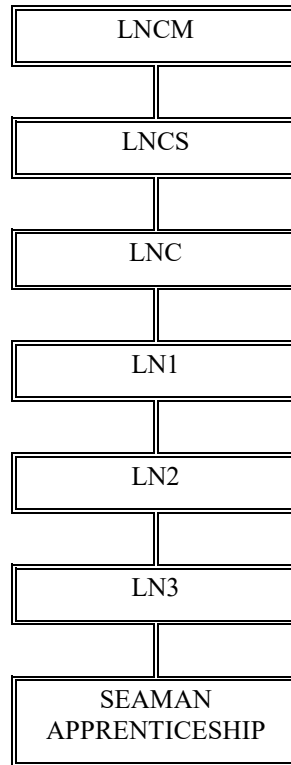 LNCM
LNCS
LNC
LN1
LN2
LN3
SEAMAN
APPRENTICESHIP